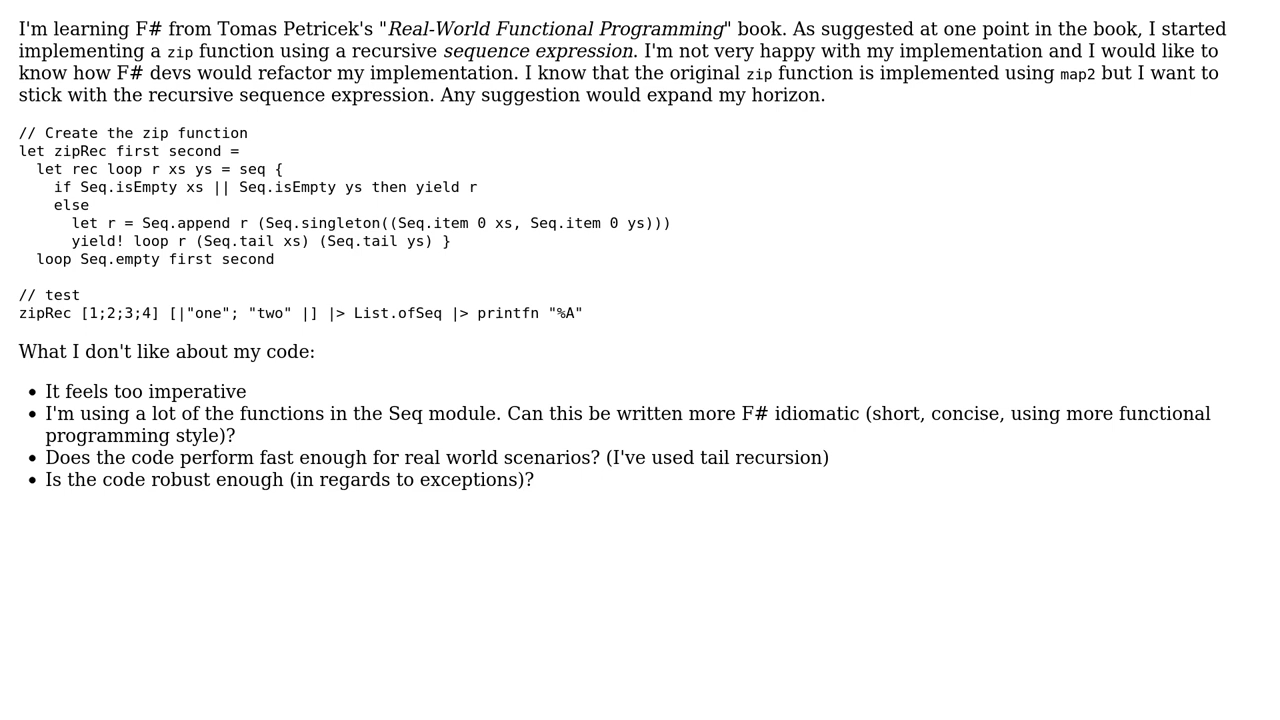 I'm learning F# from Tomas Petricek's "Real-World Functional Programming" book. As suggested at one point in the book, I started
implementing a zip function using a recursive sequence expression. I'm not very happy with my implementation and I would like to
know how F# devs would refactor my implementation. I know that the original zip function is implemented using map2 but I want to
stick with the recursive sequence expression. Any suggestion would expand my horizon.
// Create the zip function
let zipRec first second =
  let rec loop r xs ys = seq {
    if Seq.isEmpty xs || Seq.isEmpty ys then yield r
    else
      let r = Seq.append r (Seq.singleton((Seq.item 0 xs, Seq.item 0 ys)))
      yield! loop r (Seq.tail xs) (Seq.tail ys) }
  loop Seq.empty first second
// test
zipRec [1;2;3;4] [|"one"; "two" |] |> List.ofSeq |> printfn "%A"
What I don't like about my code:
• It feels too imperative
• I'm using a lot of the functions in the Seq module. Can this be written more F# idiomatic (short, concise, using more functional
programming style)?
• Does the code perform fast enough for real world scenarios? (I've used tail recursion)
• Is the code robust enough (in regards to exceptions)?